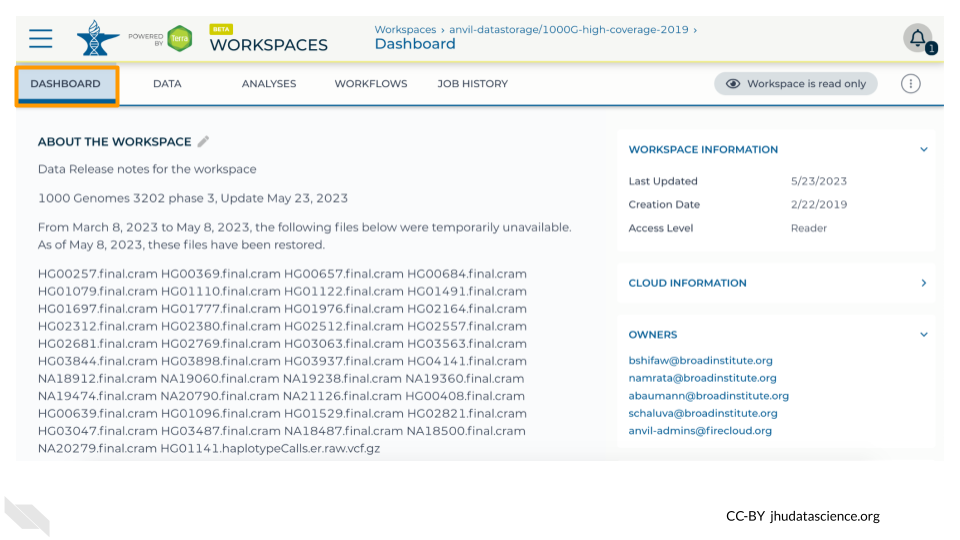 POWERED BY
Terra
BETA
WORKSPACES
Workspaces › anvil-datastorage/1000G-high-coverage-2019 ›
Dashboard
1
DASHBOARD DATA ANALYSES WORKFLOWS JOB HISTORY
Workspace is read only
ABOUT THE WORKSPACE
Data Release notes for the workspace
1000 Genomes 3202 phase 3, Update May 23, 2023
From March 8, 2023 to May 8, 2023, the following files below were temporarily unavailable.
As of May 8, 2023, these files have been restored.
HG00257.final.cram HG00369.final.cram HG00657.final.cram HG00684.final.cram
HG01079.final.cram HG01110.final.cram HG01122.final.cram HG01491.final.cram
HG01697.final.cram HG01777.final.cram HG01976.final.cram HG02164.final.cram
HG02312.final.cram HG02380.final.cram HG02512.final.cram HG02557.final.cram
HG02681.final.cram HG02769.final.cram HG03063.final.cram HG03563.final.cram
HG03844.final.cram HG03898.final.cram HG03937.final.cram HG04141.final.cram
NA18912.final.cram NA19060.final.cram NA19238.final.cram NA19360.final.cram
NA19474.final.cram NA20790.final.cram NA21126.final.cram HG00408.final.cram
HG00639.final.cram HG01096.final.cram HG01529.final.cram HG02821.final.cram
HG03047.final.cram HG03487.final.cram NA18487.final.cram NA18500.final.cram
NA20279.final.cram HG01141.haplotypeCalls.er.raw.vcf.gz
WORKSPACE INFORMATION
Last Updated 5/23/2023
Creation Date 2/22/2019
Access Level Reader
CLOUD INFORMATION
OWNERS
bshifaw@broadinstitute.org
namrata@broadinstitute.org
abaumann@broadinstitute.org
schaluva@broadinstitute.org
anvil-admins@firecloud.org
CC-BY jhudatascience.org